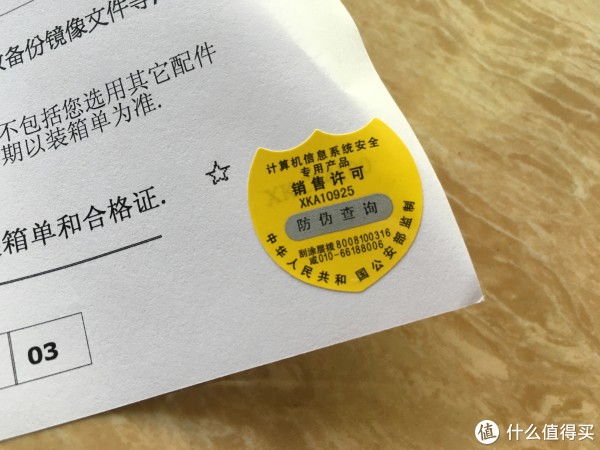 备份镜像文件等
不包括您选用其它配件
期以装箱单为准.
箱单和合格证.
03
☆
计算机信息系统安全
专用产品
销售许可
XKA10925
防伪查询
刮涂层拨8008100316
或010-66188006
中华人民共和国公安部监制
值 什么值得买